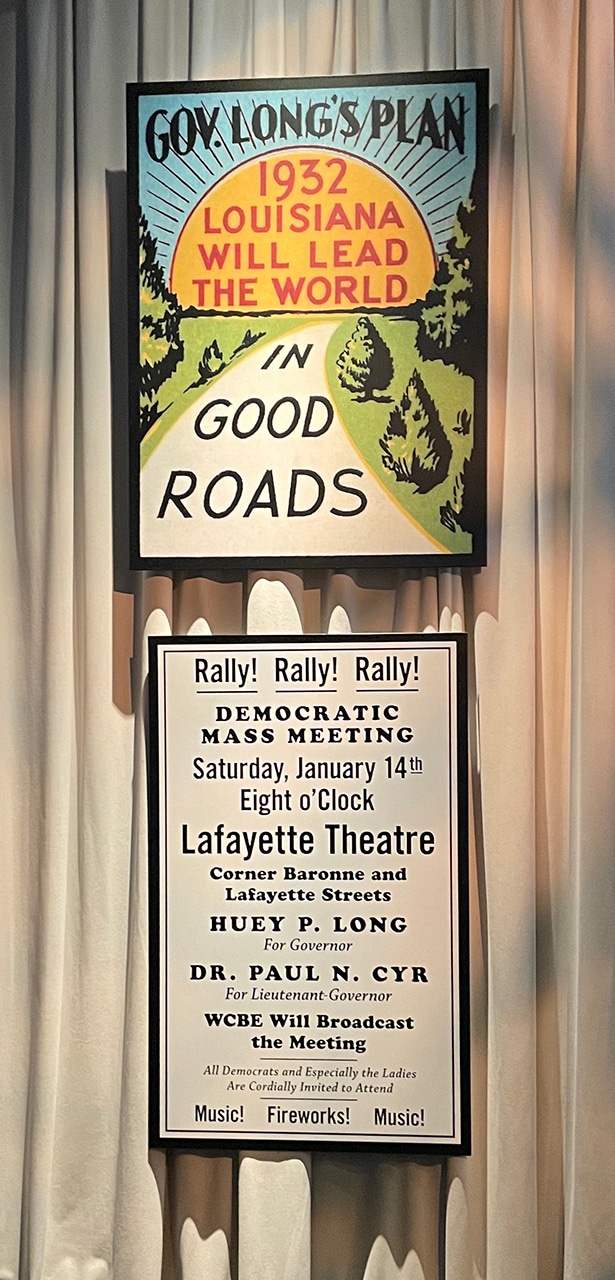 GOV. LONG'S PLAN
1932
LOUISIANA
WILL LEAD
THE WORLD
IN
GOOD
ROADS
Rally! Rally! Rally!
DEMOCRATIC
MASS MEETING
Saturday, January 14th
Eight o'Clock
Lafayette Theatre
Corner Baronne and
Lafayette Streets
HUEY P. LONG
For Governor
DR. PAUL N. CYR
For Lieutenant-Governor
WCBE Will Broadcast
the Meeting
All Democrats and Especially the Ladies
Are Cordially Invited to Attend
Music! Fireworks! Music!